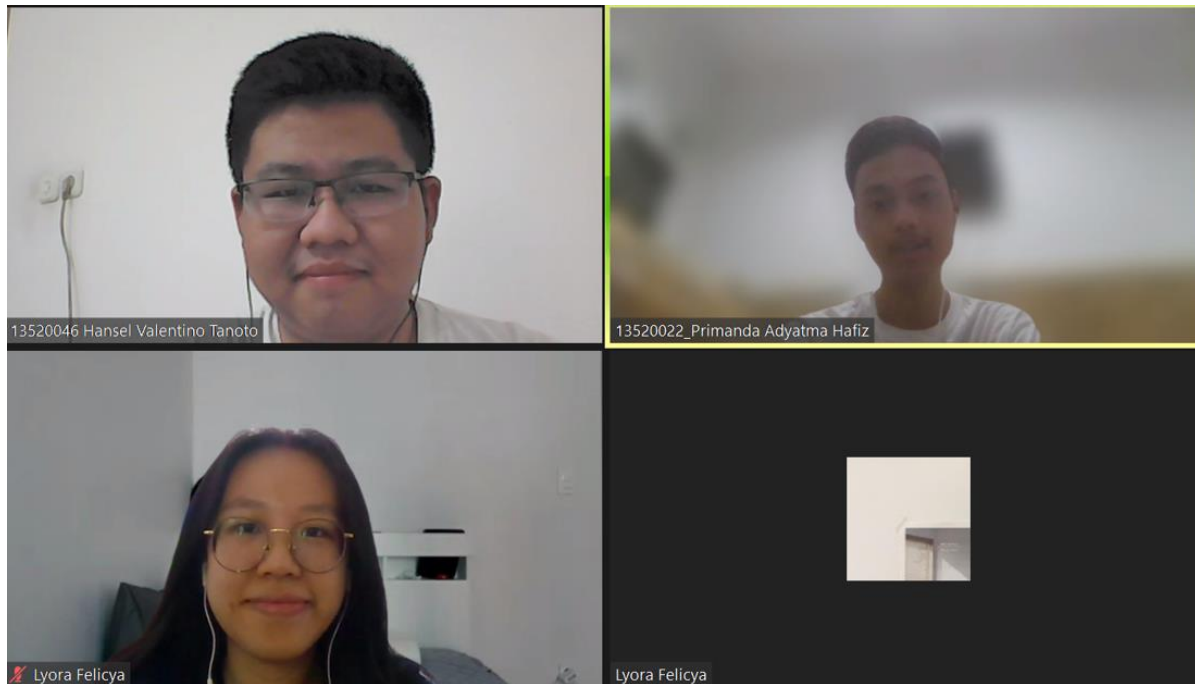 13520046 Hansel Valentino Tanoto
13520022_Primanda Adyatma Hafiz
Lyora Felicya
Lyora Felicya